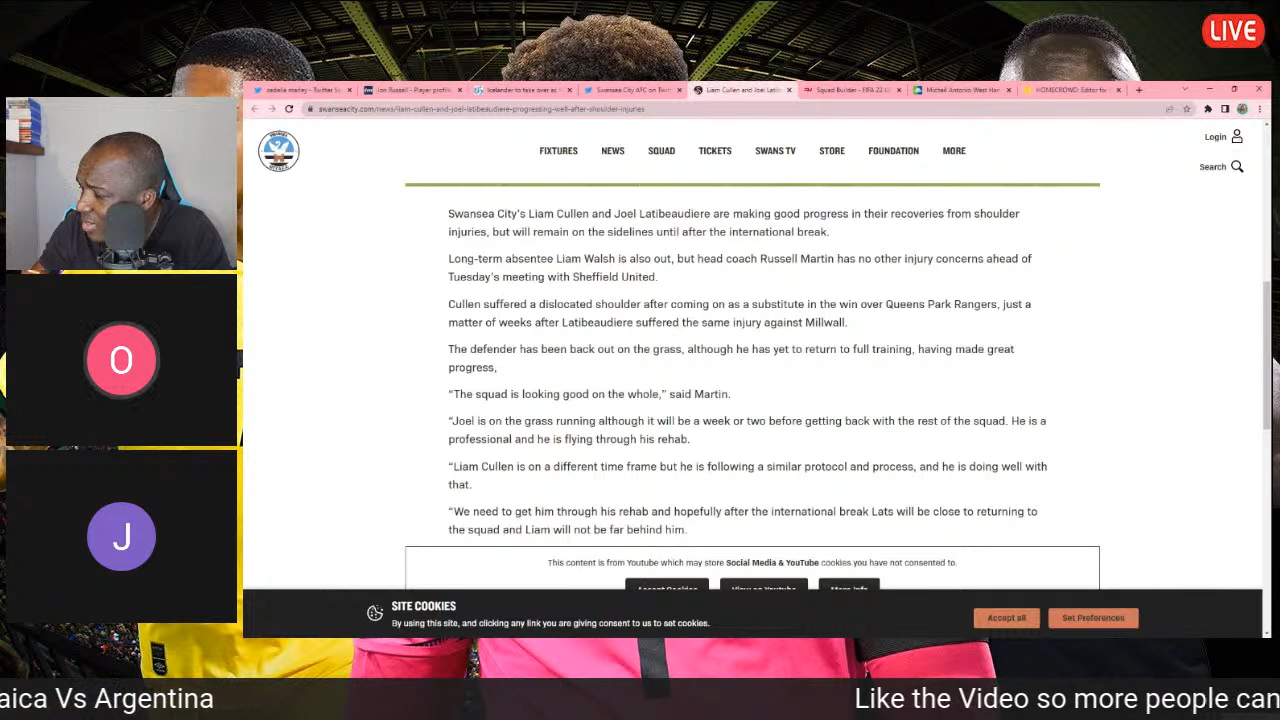 LIVE
Liam Cullen and Joel Latib
swanseacity.com/news/liam-cullen-and-joel-latibeaudiere-progressing-well-after-shoulder-injuries
Login
FIXTURES NEWS SQUAD TICKETS SWANS TV STORE FOUNDATION MORE
Search
Swansea City's Liam Cullen and Joel Latibeaudiere are making good progress in their recoveries from shoulder
injuries, but will remain on the sidelines until after the international break.
Long-term absentee Liam Walsh is also out, but head coach Russell Martin has no other injury concerns ahead of
Tuesday's meeting with Sheffield United.
Cullen suffered a dislocated shoulder after coming on as a substitute in the win over Queens Park Rangers, just a
matter of weeks after Latibeaudiere suffered the same injury against Millwall.
The defender has been back out on the grass, although he has yet to return to full training, having made great
progress,
“The squad is looking good on the whole,” said Martin.
“Joel is on the grass running although it will be a week or two before getting back with the rest of the squad. He is a
professional and he is flying through his rehab.
“Liam Cullen is on a different time frame but he is following a similar protocol and process, and he is doing well with
that.
“We need to get him through his rehab and hopefully after the international break Lats will be close to returning to
the squad and Liam will not be far behind him.
This content is from Youtube which may store Social Media & YouTube cookies you have not consented to.
Accept Cookies View on Youtube More Info
SITE COOKIES
By using this site, and clicking any link you are giving consent to us to set cookies.
Accept all Set Preferences
O
J
aica Vs Argentina
Like the Video so more people can